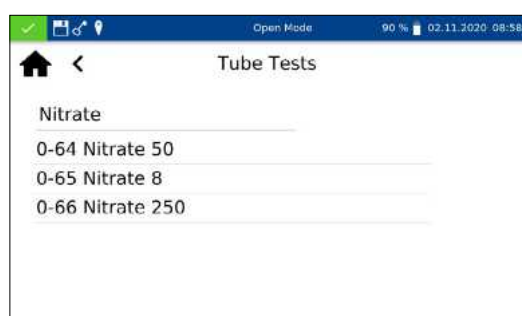 Open Mode 90 % 02.11.2020 08:58
Tube Tests
Nitrate
0-64 Nitrate 50
0-65 Nitrate 8
0-66 Nitrate 250